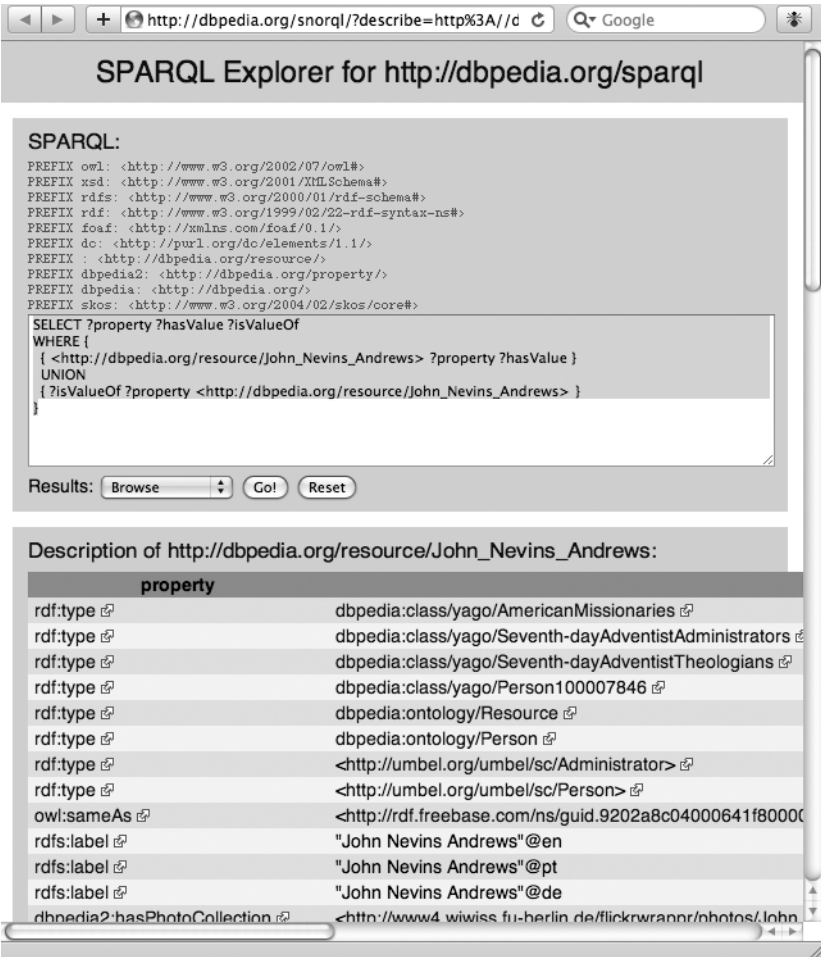 http://dbpedia.org/snorql/?describe=http%3A//d
Google
SPARQL Explorer for http://dbpedia.org/sparql
SPARQL:
PREFIX owl: <http://www.w3.org/2002/07/owl#>
PREFIX xsd: <http://www.w3.org/2001/XMLSchema#>
PREFIX rdfs: <http://www.w3.org/2000/01/rdf-schema#>
PREFIX rdf: <http://www.w3.org/1999/02/22-rdf-syntax-ns#>
PREFIX foaf: <http://xmlns.com/foaf/0.1/>
PREFIX dc: <http://purl.org/dc/elements/1.1/>
PREFIX : <http://dbpedia.org/resource/>
PREFIX dbpedia2: <http://dbpedia.org/property/>
PREFIX dbpedia: <http://dbpedia.org/>
PREFIX skos: <http://www.w3.org/2004/02/skos/core#>
SELECT ?property ?hasValue ?isValueOf
WHERE {
{ <http://dbpedia.org/resource/John_Nevins_Andrews> ?property ?hasValue }
UNION
{ ?isValueOf ?property <http://dbpedia.org/resource/John_Nevins_Andrews> }
}
Results: Browse Go! Reset
Description of http://dbpedia.org/resource/John_Nevins_Andrews:
property
rdf:type dbpedia:class/yago/AmericanMissionaries
rdf:type dbpedia:class/yago/Seventh-dayAdventistAdministrators
rdf:type dbpedia:class/yago/Seventh-dayAdventistTheologians
rdf:type dbpedia:class/yago/Person100007846
rdf:type dbpedia:ontology/Resource
rdf:type dbpedia:ontology/Person
rdf:type <http://umbel.org/umbel/sc/Administrator>
rdf:type <http://umbel.org/umbel/sc/Person>
owl:sameAs <http://rdf.freebase.com/ns/guid.9202a8c04000641f80000
rdfs:label "John Nevins Andrews"@en
rdfs:label "John Nevins Andrews"@pt
rdfs:label "John Nevins Andrews"@de
dbpedia2:hasPhotoCollection <http://www4.wiwiss.fu-berlin.de/flickrwrappr/photos/John